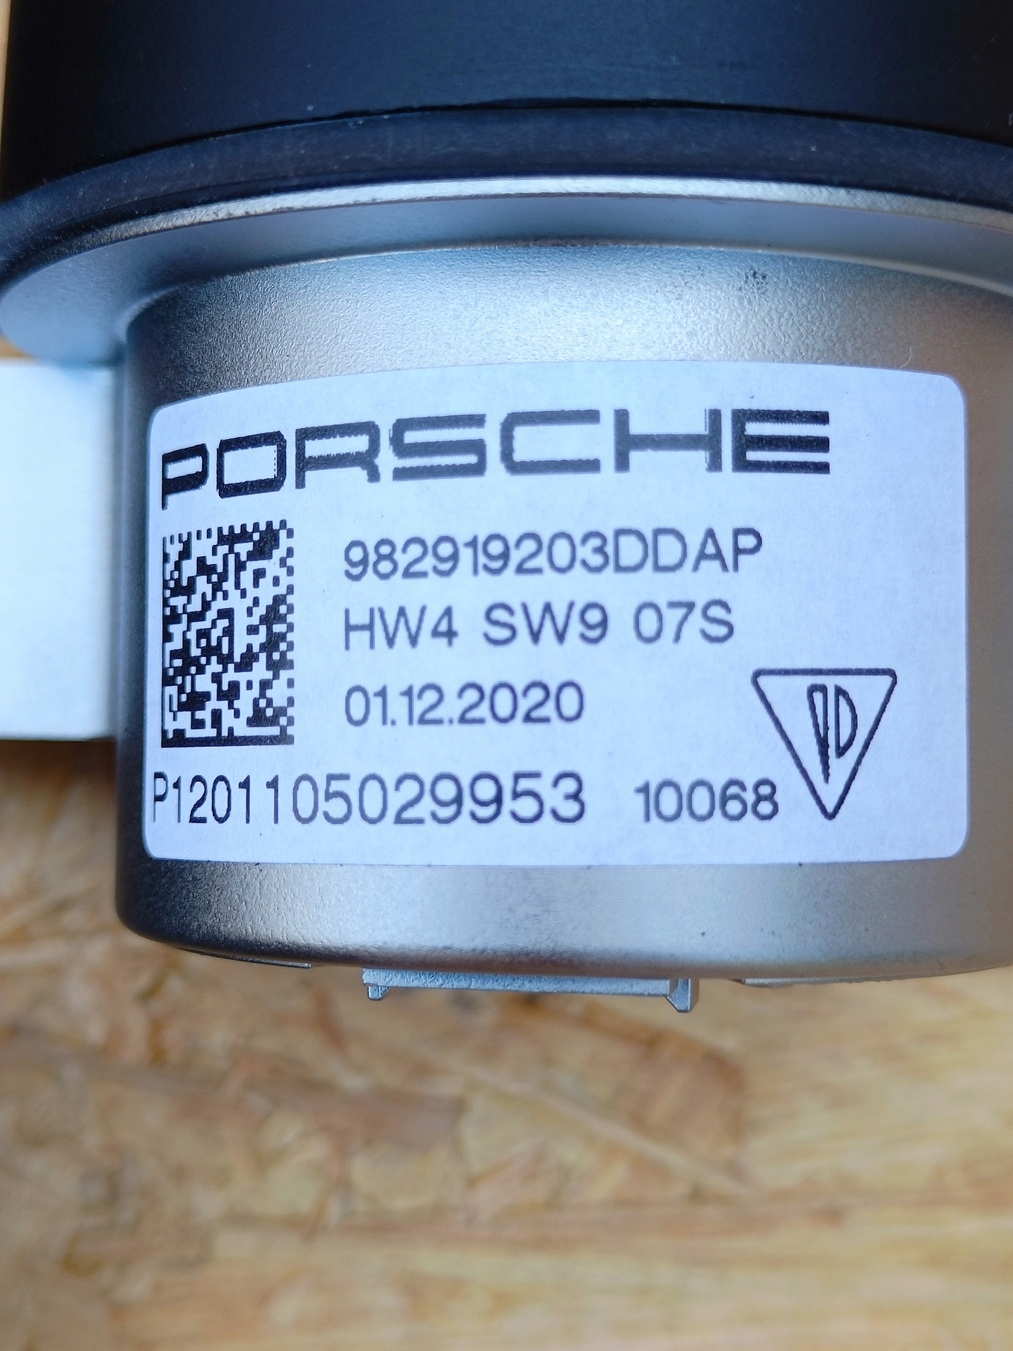 PORSCHE
982919203DDAP
HW4 SW9 07S
01.12.2020
P1201105029953 10068